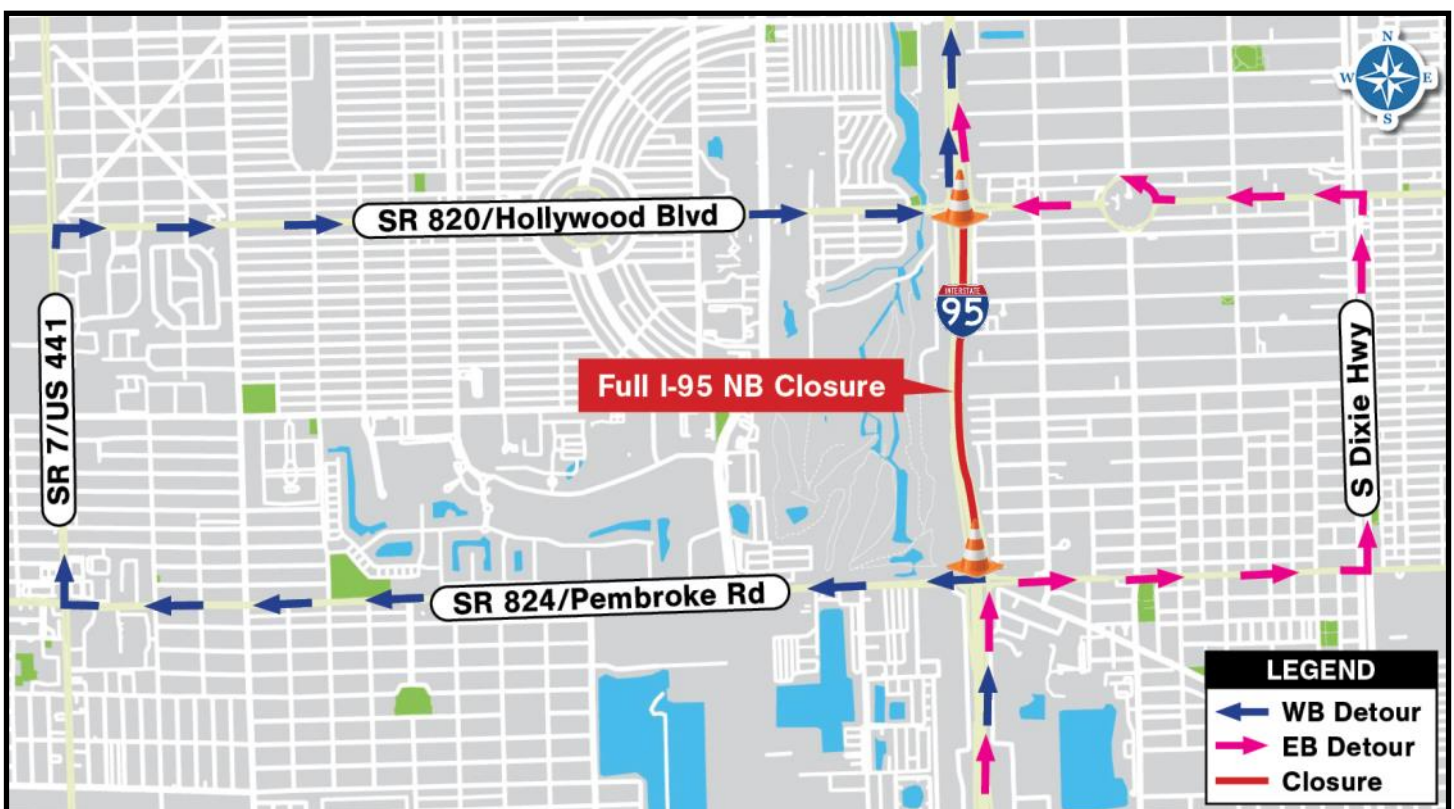 N
W E
S
SR 820/Hollywood Blvd
INTERSTATE
95
SR 7/US 441
Full I-95 NB Closure
S Dixie Hwy
SR 824/Pembroke Rd
LEGEND
WB Detour
EB Detour
Closure